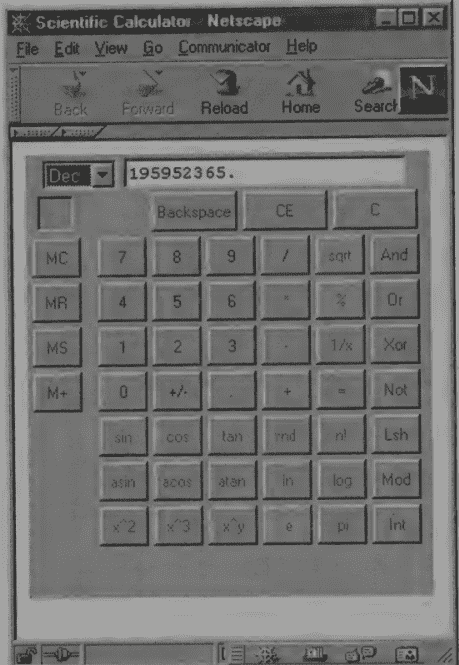 Scientific Calculator - Netscape
File Edit View Go Communicator Help
Back Forward Reload Home Search N
Dec 195952365.
Backspace CE C
MC 7 8 9 / sqrt And
MR 4 5 6 * % Or
MS 1 2 3 - 1/x Xor
M+ 0 +/- . + = Not
sin cos tan rnd n! Lsh
asin acos atan ln log Mod
x^2 x^3 x^y e pi Int